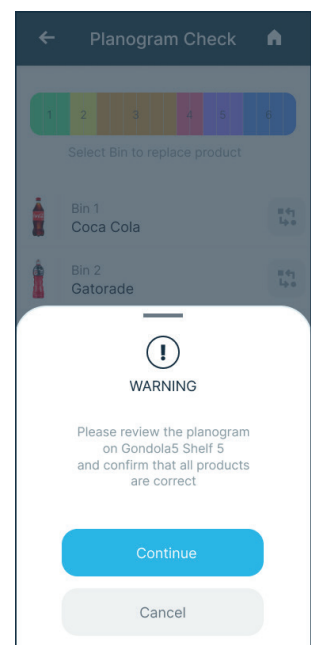 Planogram Check
1 2 3 4 5 6
Select Bin to replace product
Bin 1
Coca Cola
Bin 2
Gatorade
WARNING
Please review the planogram
on Gondola5 Shelf 5
and confirm that all products
are correct
Continue
Cancel